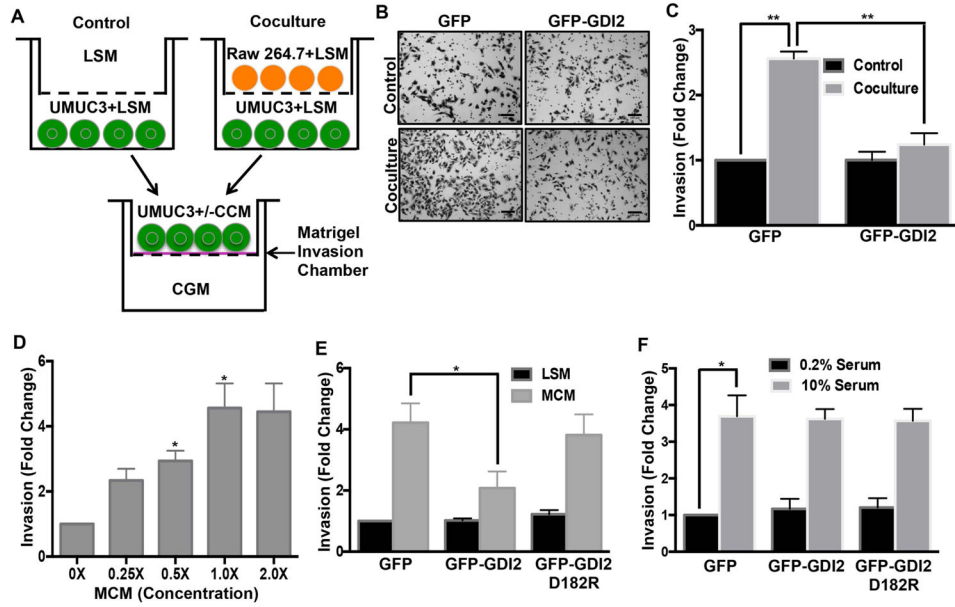 A
Control
Coculture
LSM
Raw 264.7+LSM
UMUC3+LSM
UMUC3+LSM
UMUC3+/-CCM
CGM
Matrigel
Invasion
Chamber
B
GFP
GFP-GDI2
Control
Coculture
C
Invasion (Fold Change)
3
2
1
0
**
**
Control
Coculture
GFP
GFP-GDI2
D
Invasion (Fold Change)
6
4
2
0
*
*
0X
0.25X
0.5X
1.0X
2.0X
MCM (Concentration)
E
Invasion (Fold Change)
6
4
2
0
*
LSM
MCM
GFP
GFP-GDI2
GFP-GDI2
D182R
F
Invasion (Fold Change)
5
4
3
2
1
0
*
0.2% Serum
10% Serum
GFP
GFP-GDI2
GFP-GDI2
D182R